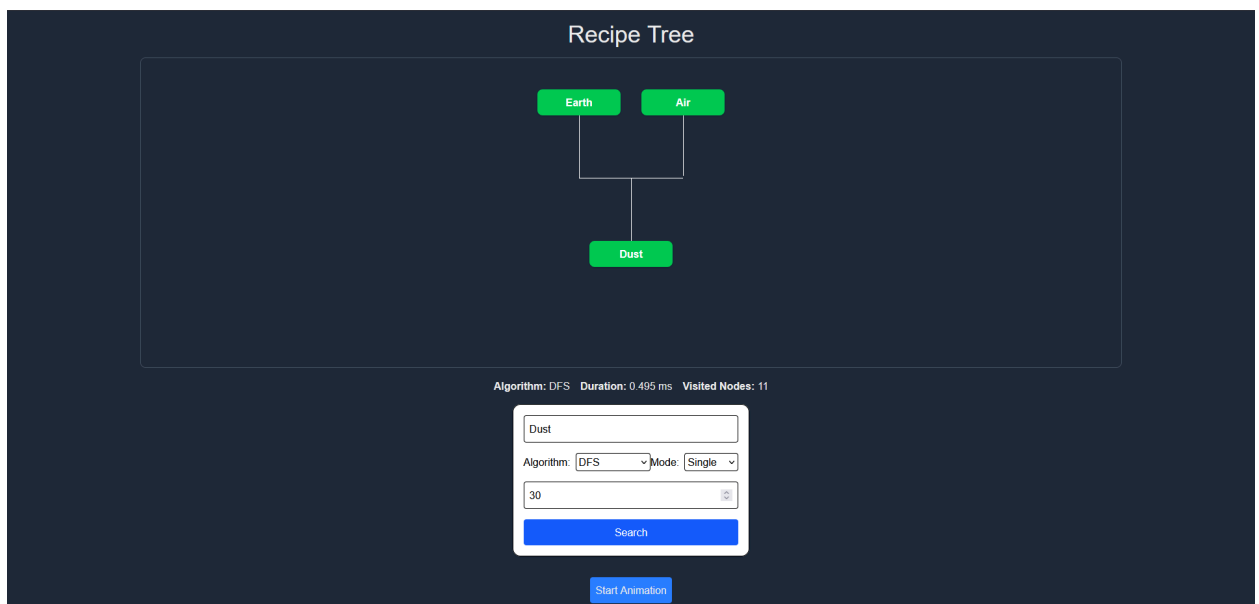 Recipe Tree
Earth Air
Dust
Algorithm: DFS Duration: 0.495 ms Visited Nodes: 11
Dust
Algorithm: DFS Mode: Single
30
Search
Start Animation